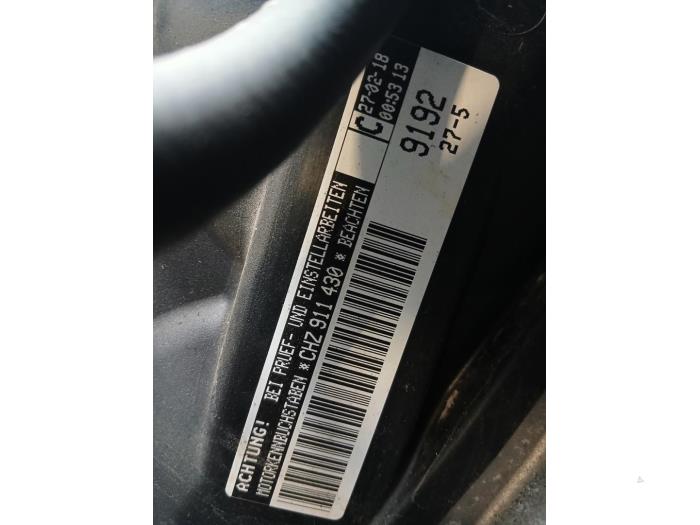 ACHTUNG! BEI PRUEF- UND EINSTELLARBEITEN
MOTORKENNBUCHSTABEN *CHZ 911 430* BEACHTEN
C
27-02-18
00:53 13
9192
27-5